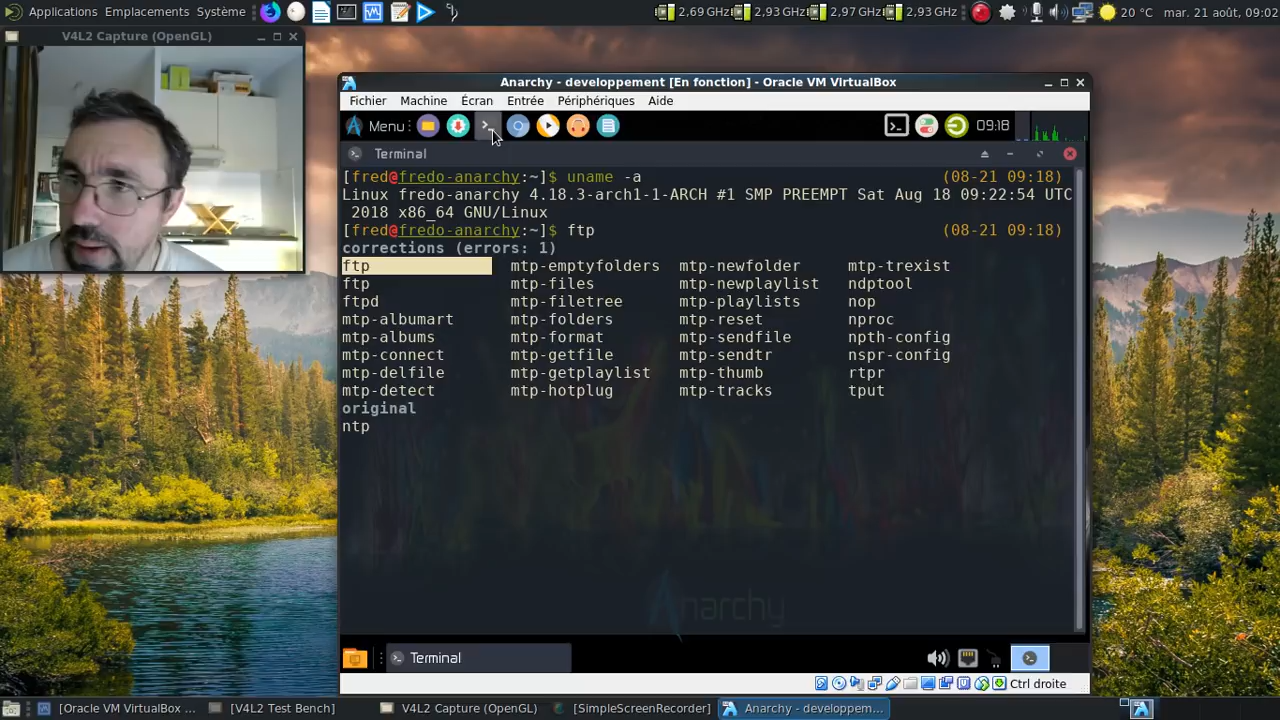 Applications Emplacements Système
2,69 GHz 2,93 GHz 2,97 GHz 2,93 GHz 20 °C mar. 21 août, 09:02
V4L2 Capture (OpenGL)
Anarchy - developpement [En fonction] - Oracle VM VirtualBox
Fichier Machine Écran Entrée Périphériques Aide
Menu 09:18
Terminal
[fred@fredo-anarchy:~]$ uname -a (08-21 09:18)
Linux fredo-anarchy 4.18.3-arch1-1-ARCH #1 SMP PREEMPT Sat Aug 18 09:22:54 UTC
2018 x86_64 GNU/Linux
[fred@fredo-anarchy:~]$ ftp (08-21 09:18)
corrections (errors: 1)
ftp mtp-emptyfolders mtp-newfolder mtp-trexist
ftp mtp-files mtp-newplaylist ndptool
ftpd mtp-filetree mtp-playlists nop
mtp-albumart mtp-folders mtp-reset nproc
mtp-albums mtp-format mtp-sendfile npth-config
mtp-connect mtp-getfile mtp-sendtr nspr-config
mtp-delfile mtp-getplaylist mtp-thumb rtpr
mtp-detect mtp-hotplug mtp-tracks tput
original
ntp
Anarchy
Terminal
Ctrl droite
[Oracle VM VirtualBox ... [V4L2 Test Bench] V4L2 Capture (OpenGL) [SimpleScreenRecorder] Anarchy - developpem...